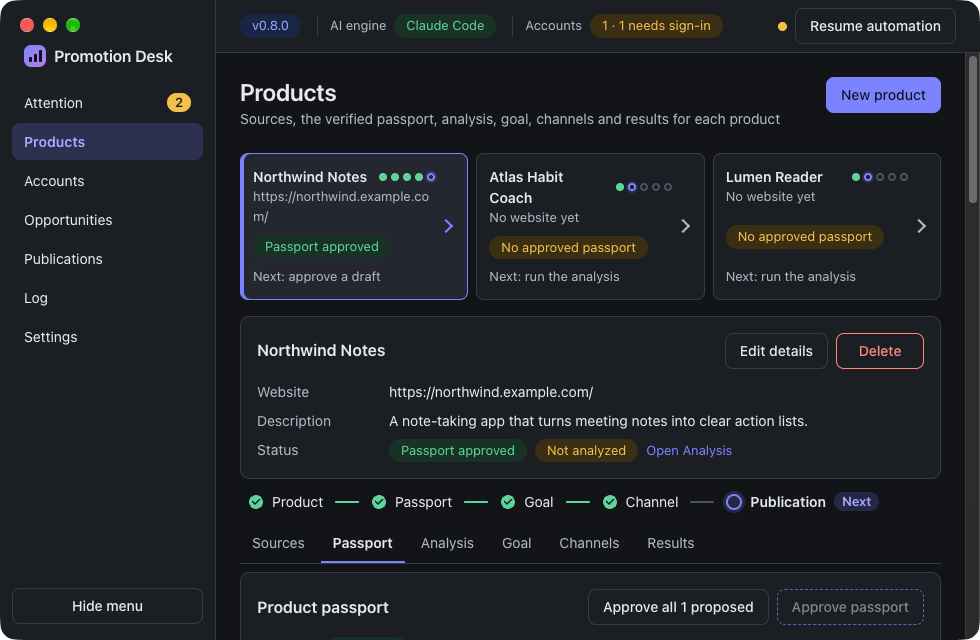 v0.8.0 AI engine Claude Code Accounts 1 · 1 needs sign-in Resume automation
Promotion Desk
Attention 2
Products
Accounts
Opportunities
Publications
Log
Settings
Hide menu
Products
New product
Sources, the verified passport, analysis, goal, channels and results for each product
Northwind Notes
https://northwind.example.co
m/
Passport approved
Next: approve a draft
Atlas Habit
Coach
No website yet
No approved passport
Next: run the analysis
Lumen Reader
No website yet
No approved passport
Next: run the analysis
Northwind Notes
Edit details Delete
Website https://northwind.example.com/
Description A note-taking app that turns meeting notes into clear action lists.
Status Passport approved Not analyzed Open Analysis
Product Passport Goal Channel Publication Next
Sources Passport Analysis Goal Channels Results
Product passport Approve all 1 proposed Approve passport